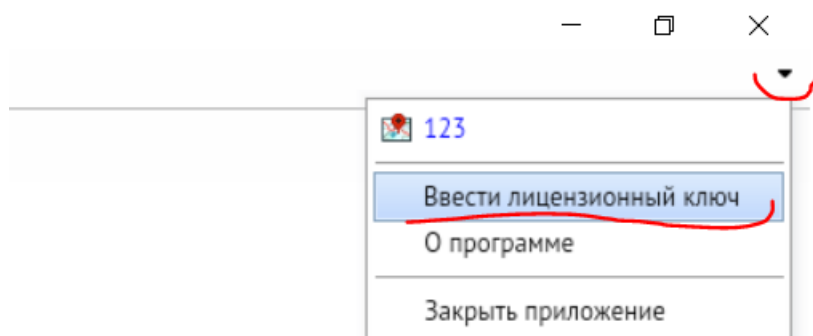 123
Ввести лицензионный ключ
О программе
Закрыть приложение